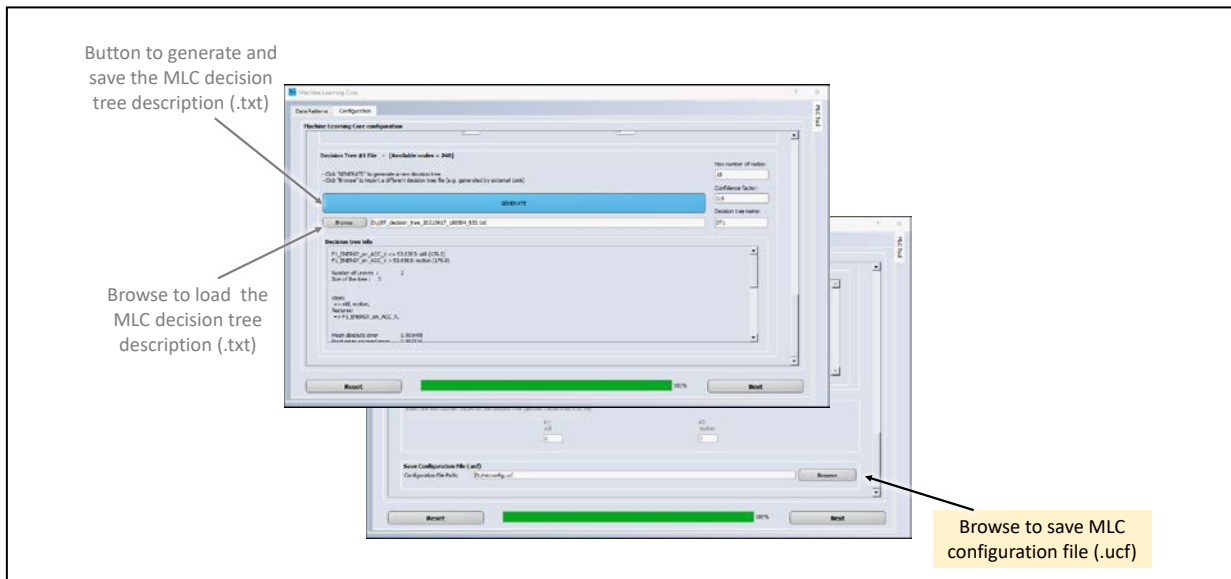 Button to generate and
save the MLC decision
tree description (.txt)
Machine Learning Core
Data Patterns Configuration
MLC Tool
Machine Learning Core configuration
Decision Tree #1 File - [Available nodes =
- Click "GENERATE" to generate a new decision tree
- Click "Browse" to import a different decision tree file (e.g. generated by external tools)
Max number of nodes:
Confidence factor:
GENERATE
Decision tree name:
Browse
DT1
Decision tree info
Number of Leaves : 2
Size of the tree : 3
class:
features:
Mean absolute error
Reset
100%
Next
Browse to load the
MLC decision tree
description (.txt)
MLC Tool
#1
still
#2
motion
Save Configuration File (.ucf)
Configuration File Path:
Browse
Reset
100%
Next
Browse to save MLC
configuration file (.ucf)